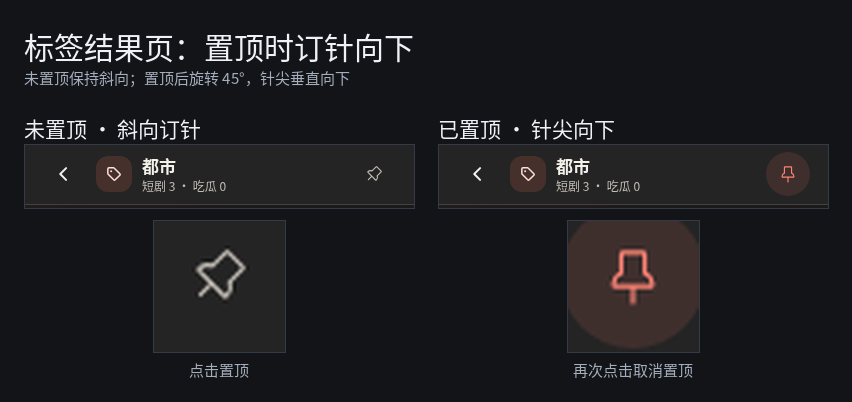 标签结果页：置顶时订针向下
未置顶保持斜向；置顶后旋转 45°，针尖垂直向下
未置顶 · 斜向订针
都市
短剧 3 · 吃瓜 0
点击置顶
已置顶 · 针尖向下
都市
短剧 3 · 吃瓜 0
再次点击取消置顶